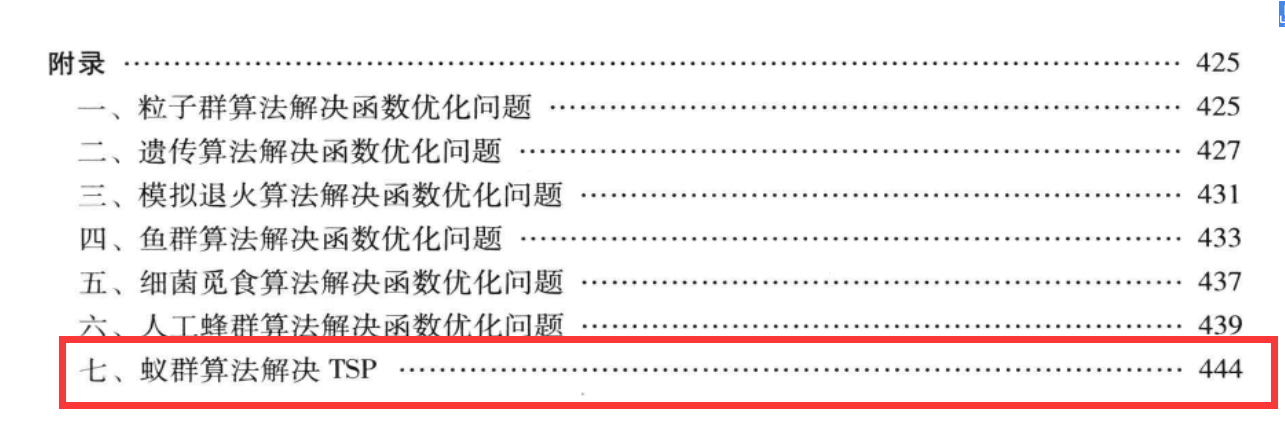 附录 ………………………………………………………………… 425
一、粒子群算法解决函数优化问题 ………………………………………… 425
二、遗传算法解决函数优化问题 ………………………………………… 427
三、模拟退火算法解决函数优化问题 ……………………………………… 431
四、鱼群算法解决函数优化问题 ………………………………………… 433
五、细菌觅食算法解决函数优化问题 ……………………………………… 437
六、人工蜂群算法解决函数优化问题 ……………………………………… 439
七、蚁群算法解决 TSP ………………………………………………… 444